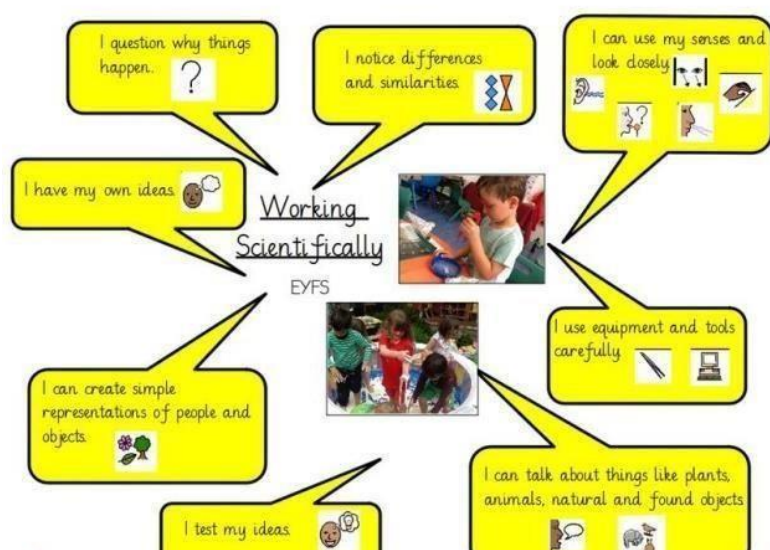 I question why things
happen.
I notice differences
and similarities.
I can use my senses and
look closely.
I have my own ideas.
Working
Scientifically
EYFS
I use equipment and tools
carefully.
I can create simple
representations of people and
objects.
I can talk about things like plants,
animals, natural and found objects.
I test my ideas.